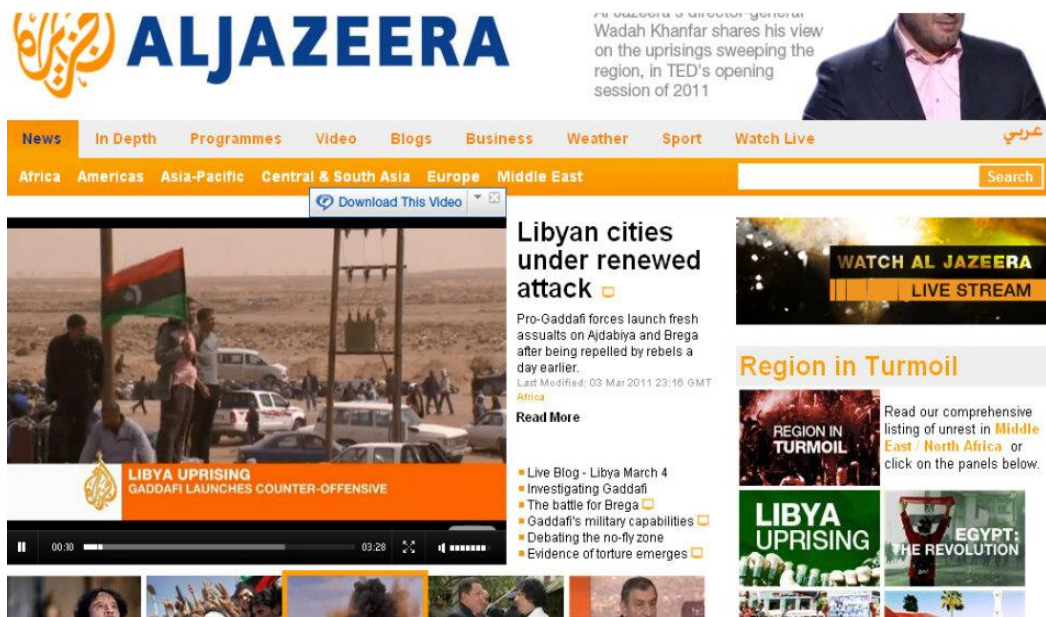 ALJAZEERA
Al Jazeera's director-general
Wadah Khanfar shares his view
on the uprisings sweeping the
region, in TED's opening
session of 2011
News In Depth Programmes Video Blogs Business Weather Sport Watch Live عربي
Africa Americas Asia-Pacific Central & South Asia Europe Middle East Search
Download This Video
LIBYA UPRISING
GADDAFI LAUNCHES COUNTER-OFFENSIVE
00:10 03:28
Libyan cities
under renewed
attack
Pro-Gaddafi forces launch fresh
assualts on Ajdabiya and Brega
after being repelled by rebels a
day earlier.
Last Modified: 03 Mar 2011 23:16 GMT
Africa
Read More
Live Blog - Libya March 4
Investigating Gaddafi
The battle for Brega
Gaddafi's military capabilities
Debating the no-fly zone
Evidence of torture emerges
WATCH AL JAZEERA
LIVE STREAM
Region in Turmoil
REGION IN
TURMOIL
Read our comprehensive
listing of unrest in Middle
East / North Africa or
click on the panels below.
LIBYA
UPRISING
EGYPT:
THE REVOLUTION